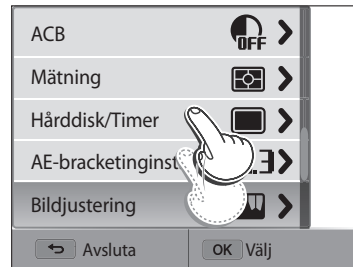 ACB OFF
Mätning
Hårddisk/Timer
AE-bracketinginst
Bildjustering
Avsluta OK Välj